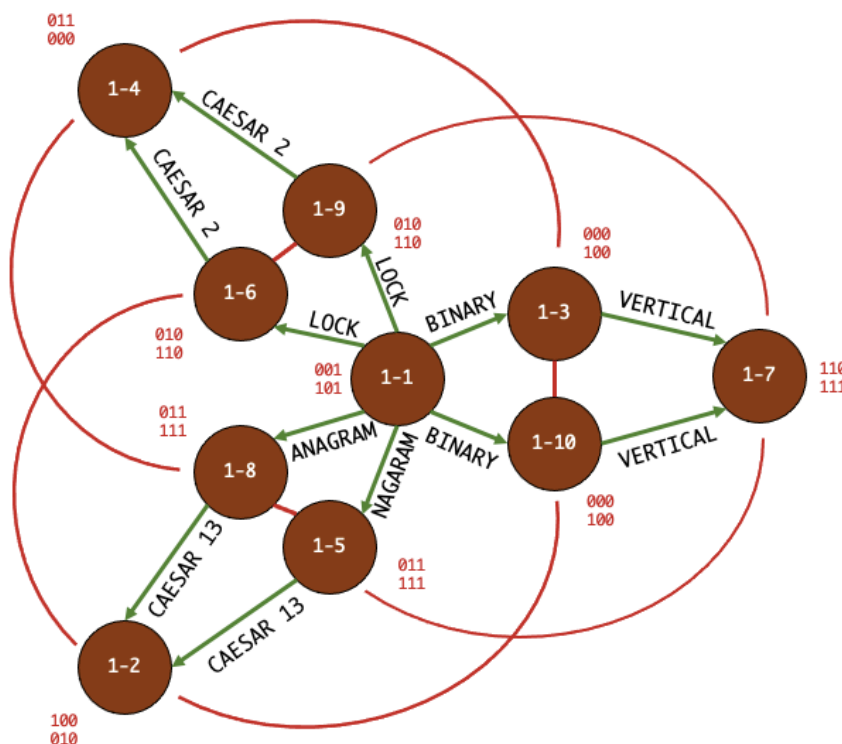 011
000
1-4
CAESAR 2
CAESAR 2
1-9
010
110
000
100
1-6
LOCK
LOCK
BINARY
1-3
VERTICAL
010
110
001
101
1-1
1-7
110
111
011
111
ANAGRAM
NAGARAM
BINARY
1-10
VERTICAL
1-8
000
100
1-5
011
111
CAESAR 13
CAESAR 13
1-2
100
010